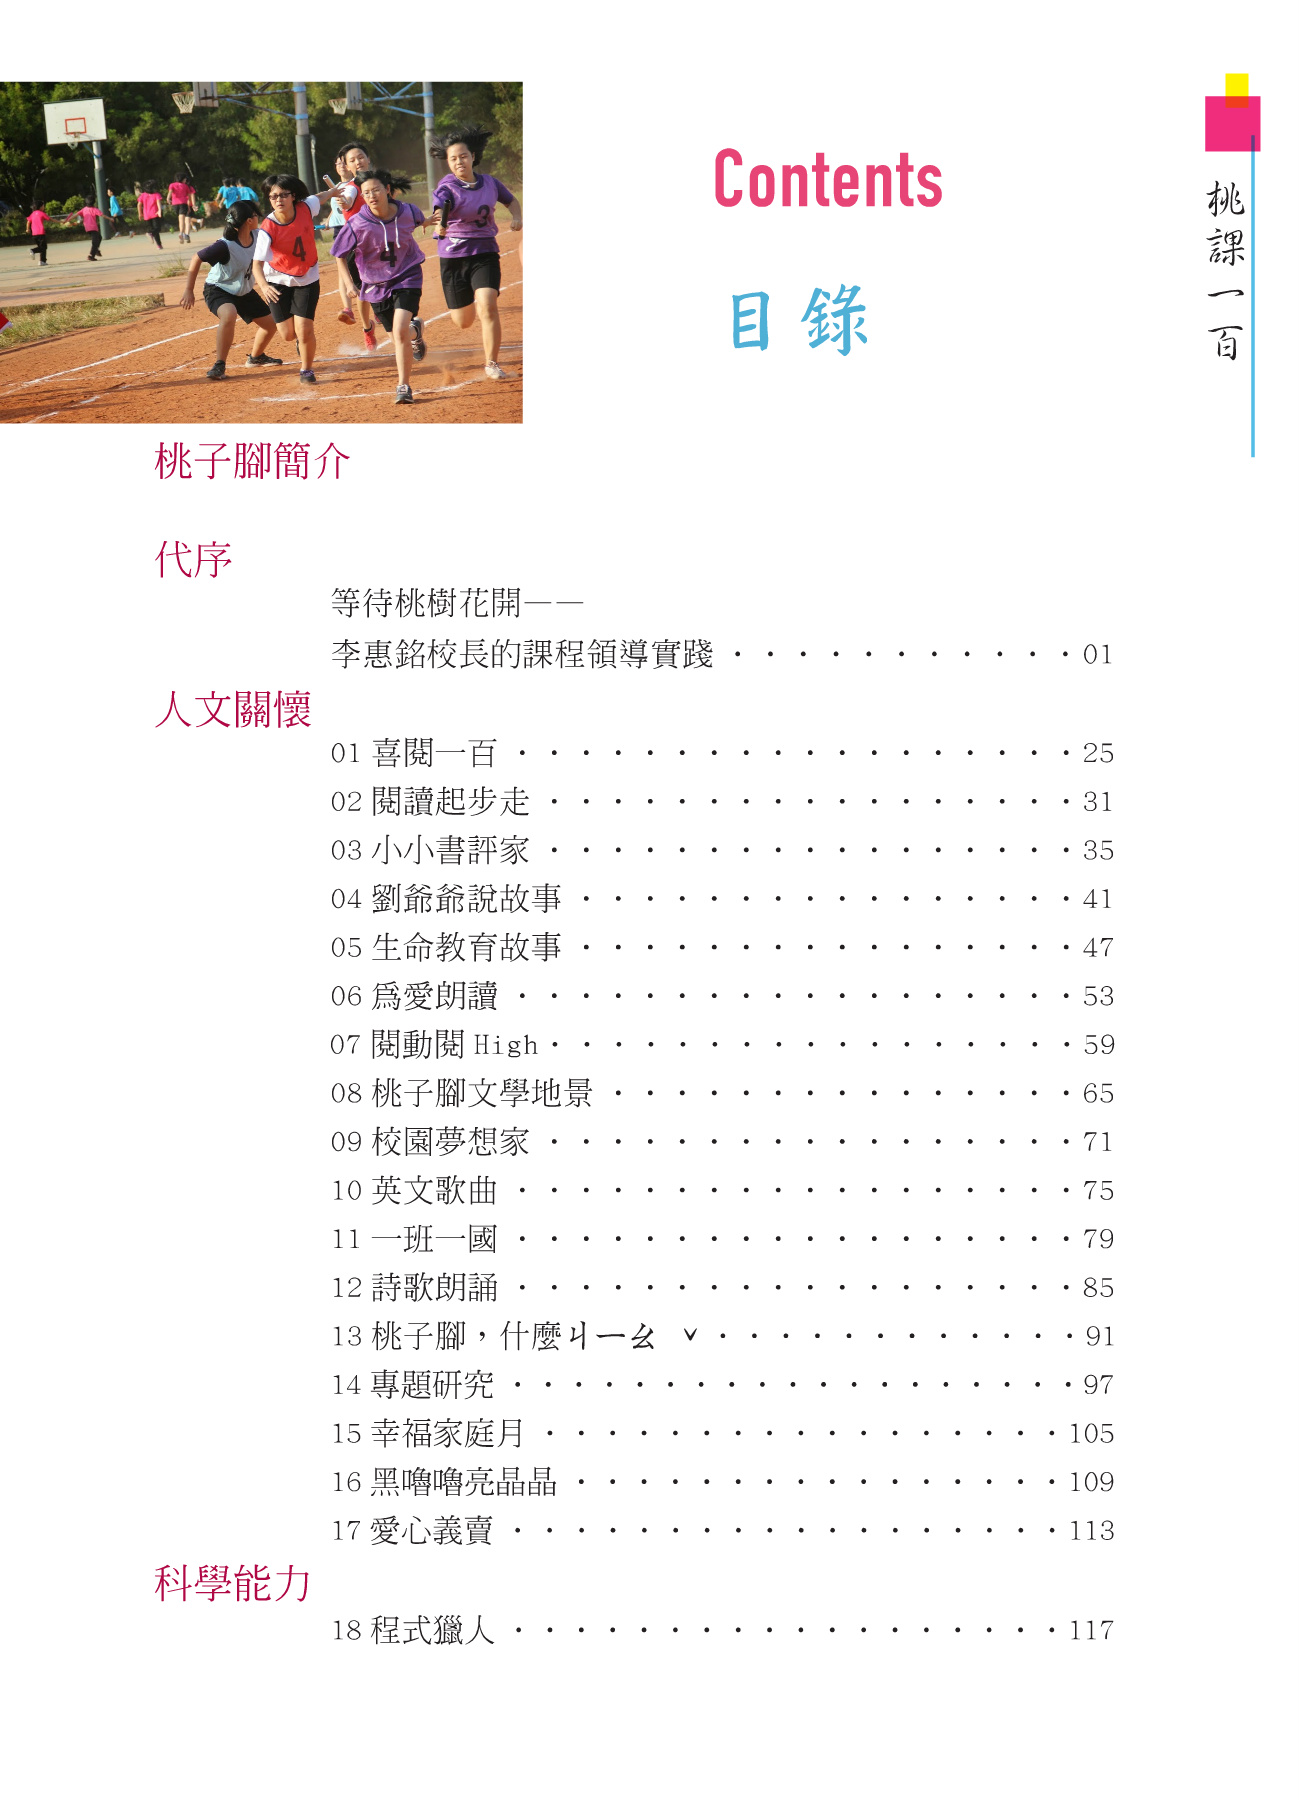 Contents
目錄
桃課一百
桃子腳簡介
代序
等待桃樹花開——
李惠銘校長的課程領導實踐 ・・・・・・・・・・・01
人文關懷
01 喜閱一百 ・・・・・・・・・・・・・・・・・・25
02 閱讀起步走 ・・・・・・・・・・・・・・・・・31
03 小小書評家 ・・・・・・・・・・・・・・・・・35
04 劉爺爺說故事 ・・・・・・・・・・・・・・・・41
05 生命教育故事 ・・・・・・・・・・・・・・・・47
06 為愛朗讀 ・・・・・・・・・・・・・・・・・・53
07 閱動閱 High・・・・・・・・・・・・・・・・・59
08 桃子腳文學地景 ・・・・・・・・・・・・・・・65
09 校園夢想家 ・・・・・・・・・・・・・・・・・71
10 英文歌曲 ・・・・・・・・・・・・・・・・・・75
11 一班一國 ・・・・・・・・・・・・・・・・・・79
12 詩歌朗誦 ・・・・・・・・・・・・・・・・・・85
13 桃子腳，什麼ㄐㄧㄠ ˇ・・・・・・・・・・・・91
14 專題研究 ・・・・・・・・・・・・・・・・・・・97
15 幸福家庭月 ・・・・・・・・・・・・・・・・・105
16 黑嚕嚕亮晶晶 ・・・・・・・・・・・・・・・・109
17 愛心義賣 ・・・・・・・・・・・・・・・・・・113
科學能力
18 程式獵人 ・・・・・・・・・・・・・・・・・・117
4
4
3